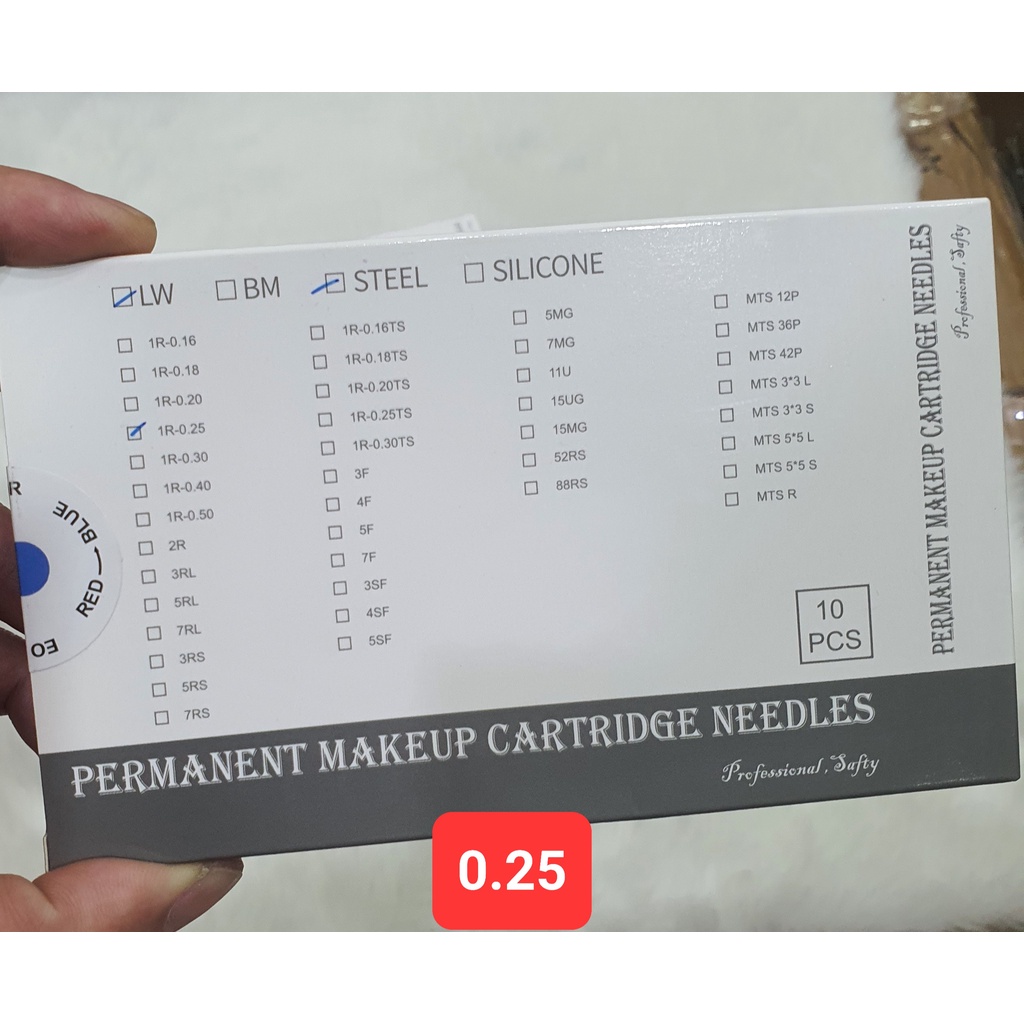 LW BM STEEL SILICONE
1R-0.16
1R-0.18
1R-0.20
1R-0.25
1R-0.30
1R-0.40
1R-0.50
2R
3RL
5RL
7RL
3RS
5RS
7RS
1R-0.16TS
1R-0.18TS
1R-0.20TS
1R-0.25TS
1R-0.30TS
3F
4F
5F
7F
3SF
4SF
5SF
5MG
7MG
11U
15UG
15MG
52RS
88RS
MTS 12P
MTS 36P
MTS 42P
MTS 3*3 L
MTS 3*3 S
MTS 5*5 L
MTS 5*5 S
MTS R
10
PCS
PERMANENT MAKEUP CARTRIDGE NEEDLES
Professional, Safty
PERMANENT MAKEUP CARTRIDGE NEEDLES
Professional, Safty
R
RED — BLUE
EO
0.25